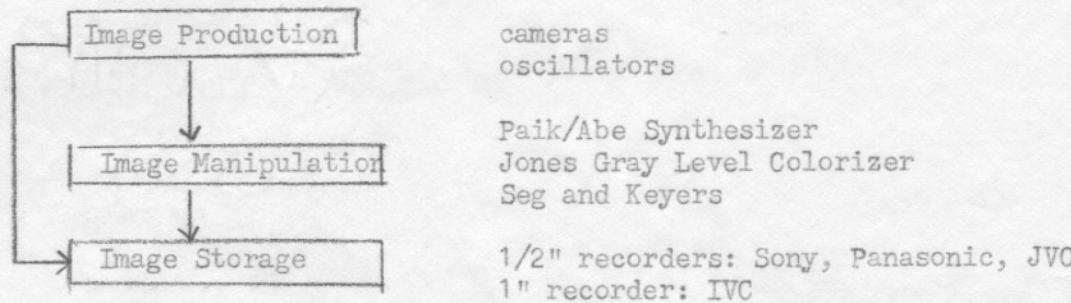 Image Production
cameras
oscillators
Image Manipulation
Paik/Abe Synthesizer
Jones Gray Level Colorizer
Seg and Keyers
Image Storage
1/2" recorders: Sony, Panasonic, JVC
1" recorder: IVC